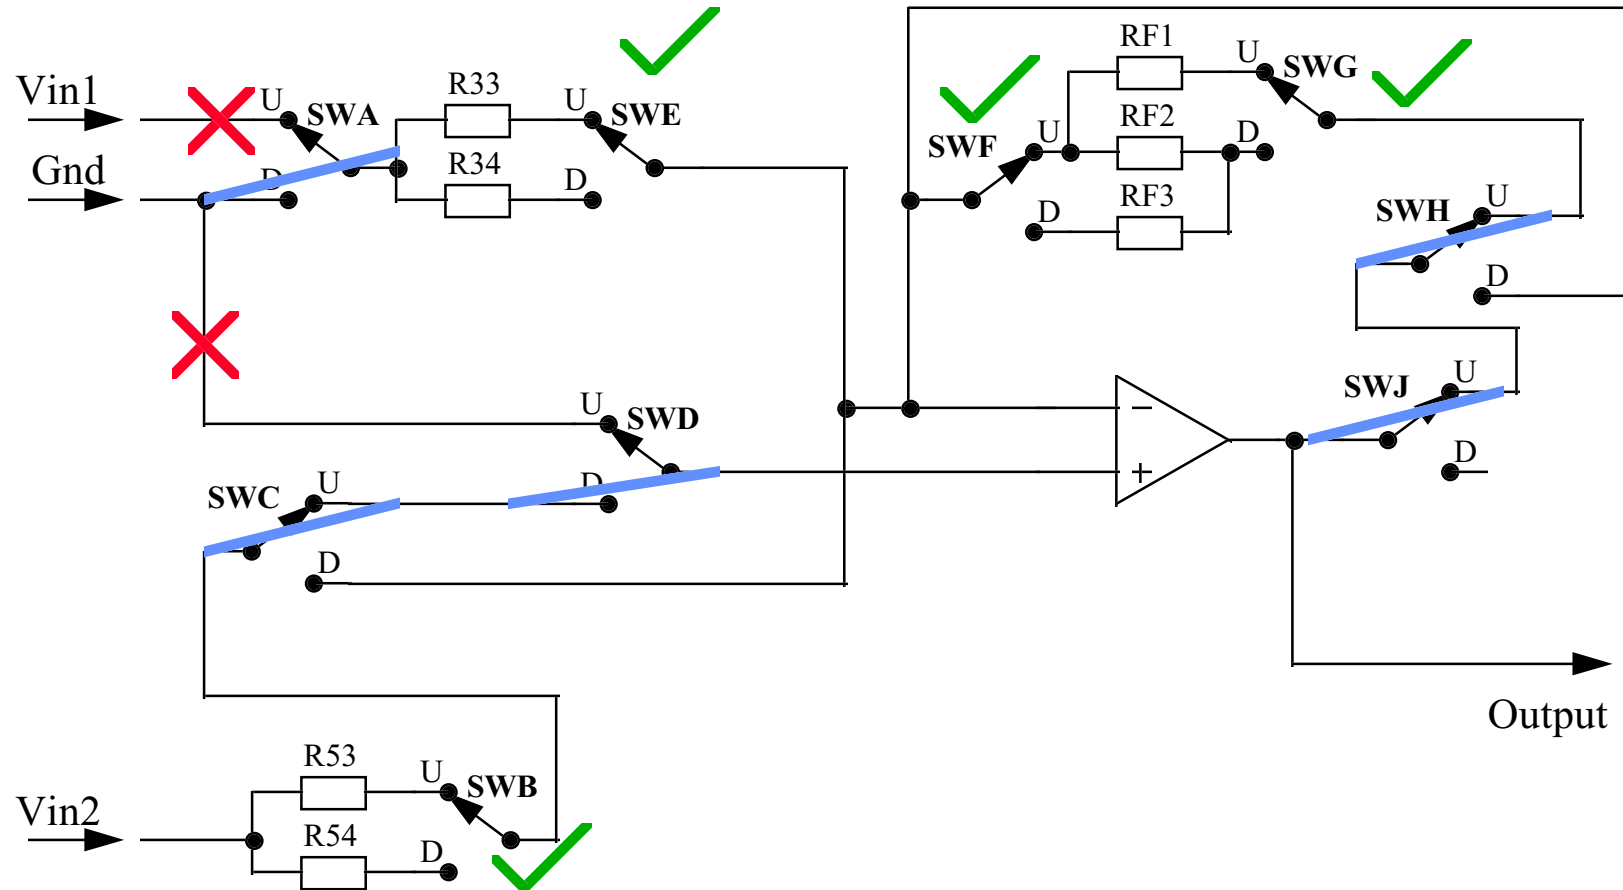 Vin1
U
SWA
R33
U
SWE
Gnd
D
R34
D
RF1
U
SWG
SWF
U
RF2
D
D
RF3
SWH
U
D
U
SWD
SWC
U
D
D
−
+
SWJ
U
D
Output
R53
U
SWB
Vin2
R54
D